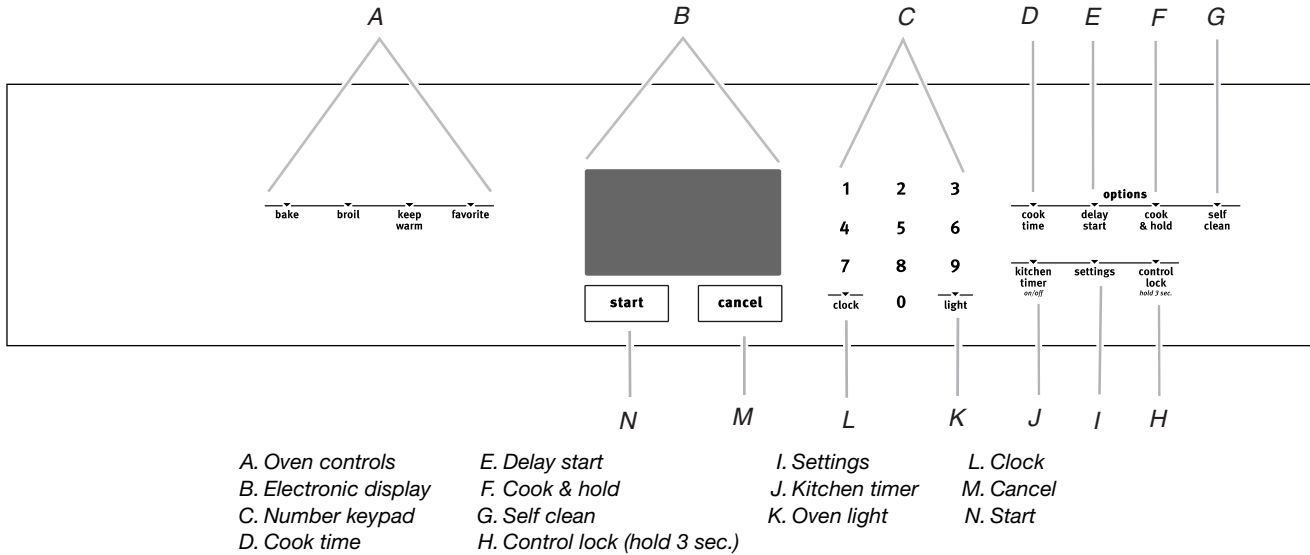 A B C D E F G
options
bake broil keep warm favorite
1 2 3
4 5 6
7 8 9
clock 0 light
cook time
delay start
cook & hold
self clean
kitchen timer
on/off
settings
control lock
hold 3 sec.
start cancel
N M L K J I H
A. Oven controls
B. Electronic display
C. Number keypad
D. Cook time
E. Delay start
F. Cook & hold
G. Self clean
H. Control lock (hold 3 sec.)
I. Settings
J. Kitchen timer
K. Oven light
L. Clock
M. Cancel
N. Start